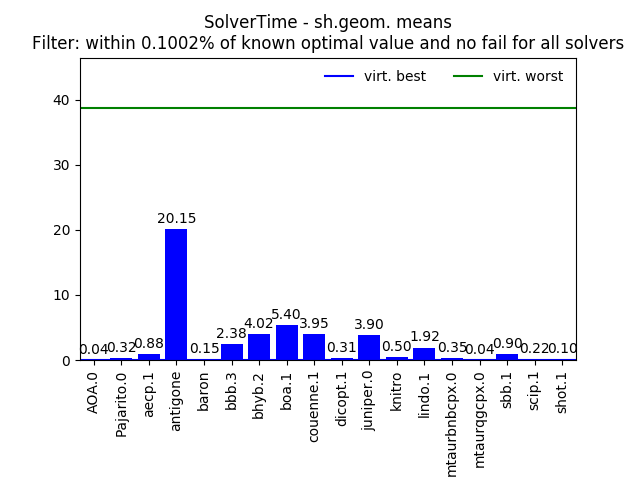 SolverTime - sh.geom. means
Filter: within 0.1002% of known optimal value and no fail for all solvers
virt. best
virt. worst
40
30
20
10
0
0.04
0.32
0.88
20.15
0.15
2.38
4.02
5.40
3.95
0.31
3.90
0.50
1.92
0.35
0.04
0.90
0.22
0.10
AOA.0
Pajarito.0
aecp.1
antigone
baron
bbb.3
bhyb.2
boa.1
couenne.1
dicopt.1
juniper.0
knitro
lindo.1
mtaurbnbcpx.0
mtaurqgcpx.0
sbb.1
scip.1
shot.1